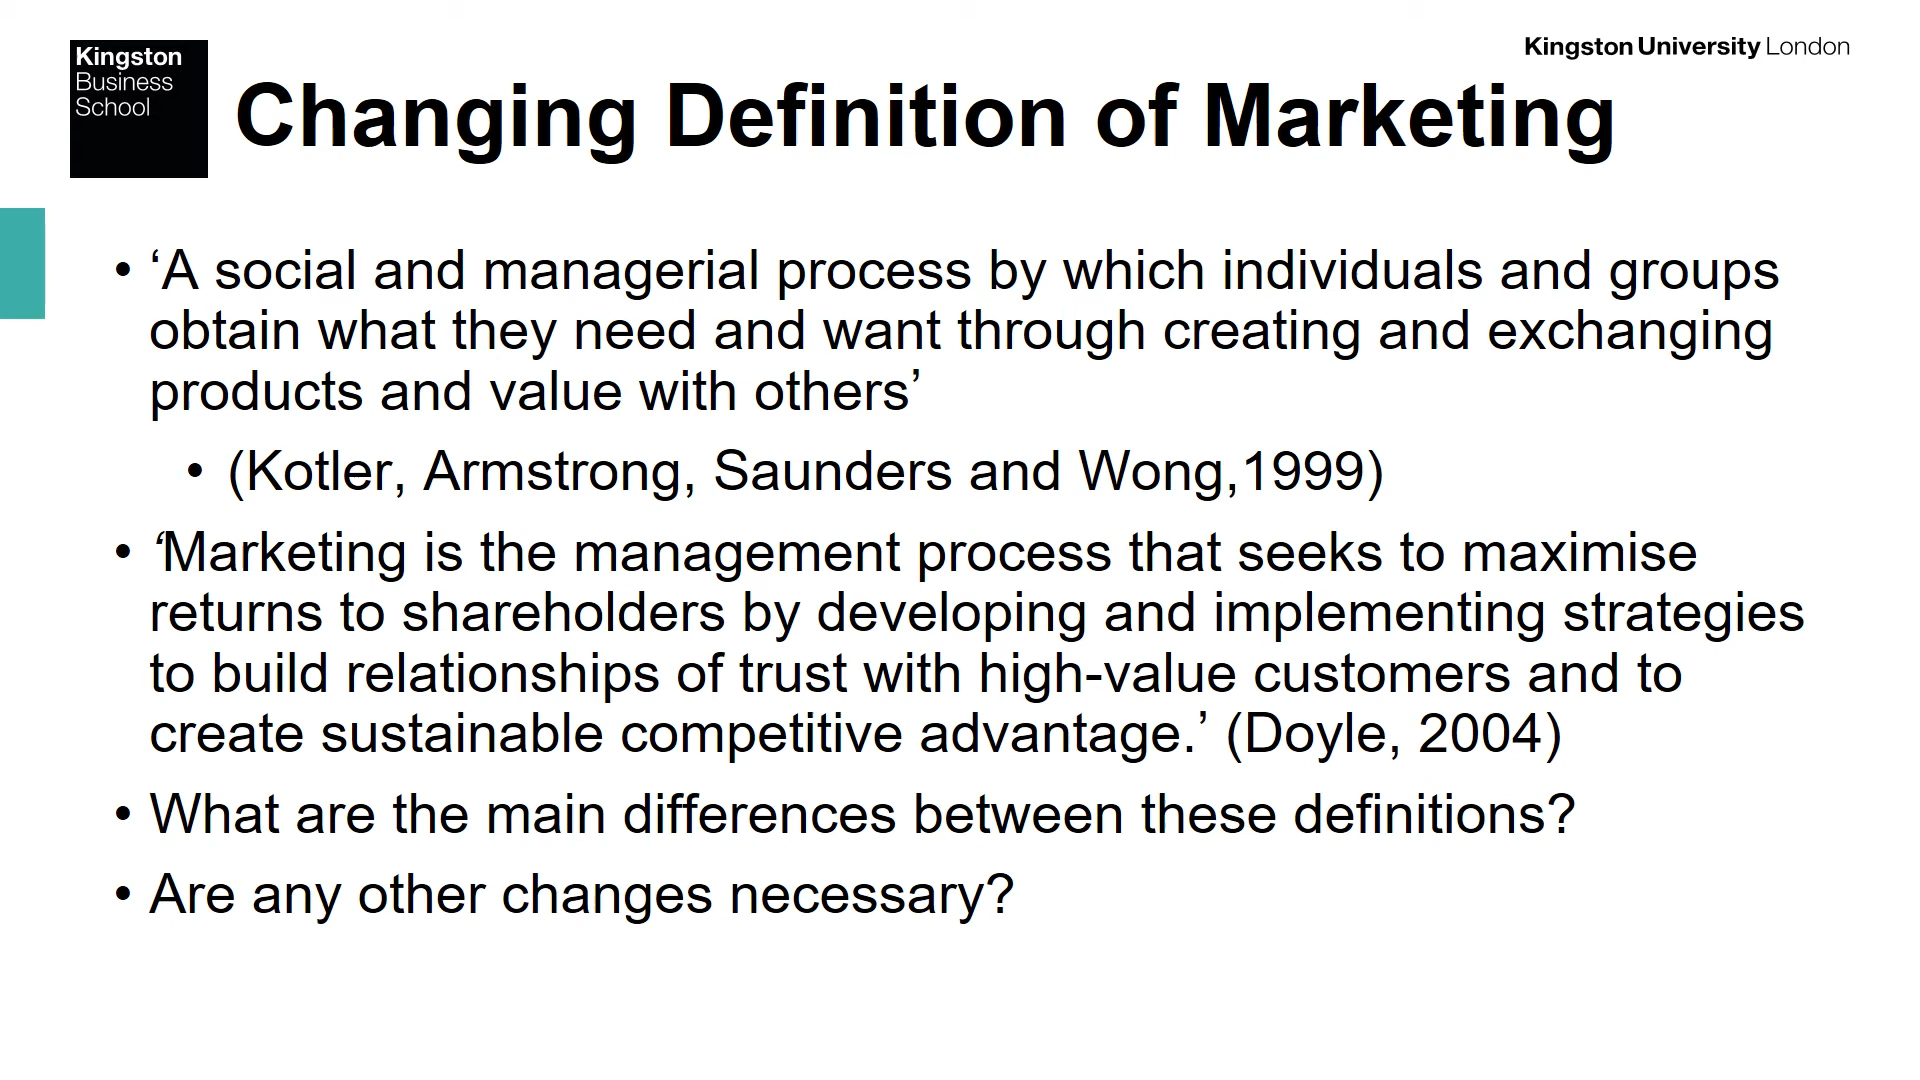 Kingston
Business
School
Kingston University London
Changing Definition of Marketing
• ‘A social and managerial process by which individuals and groups
obtain what they need and want through creating and exchanging
products and value with others’
• (Kotler, Armstrong, Saunders and Wong,1999)
• ‘Marketing is the management process that seeks to maximise
returns to shareholders by developing and implementing strategies
to build relationships of trust with high-value customers and to
create sustainable competitive advantage.’ (Doyle, 2004)
• What are the main differences between these definitions?
• Are any other changes necessary?